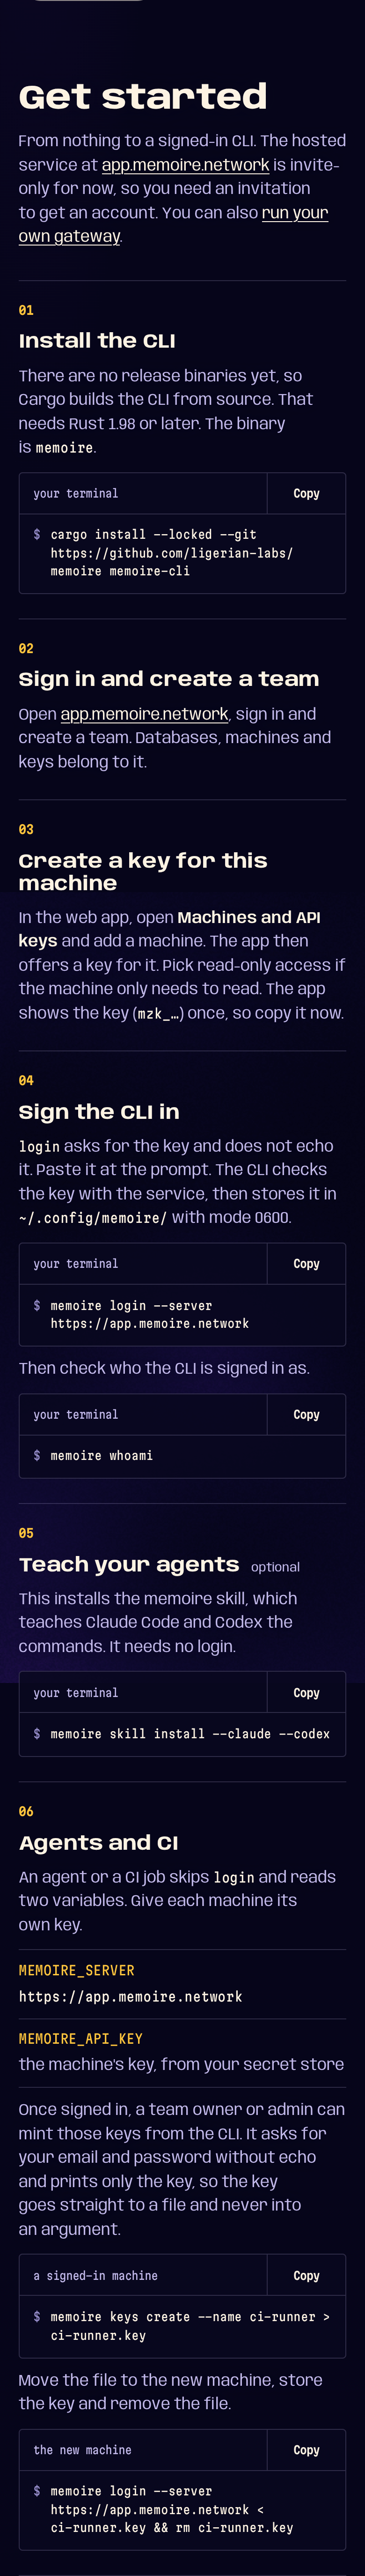 Get started
From nothing to a signed-in CLI. The hosted
service at app.memoire.network is invite-
only for now, so you need an invitation
to get an account. You can also run your
own gateway.
01
Install the CLI
There are no release binaries yet, so
Cargo builds the CLI from source. That
needs Rust 1.98 or later. The binary
is memoire.
your terminal Copy
$ cargo install --locked --git
https://github.com/ligerian-labs/
memoire memoire-cli
02
Sign in and create a team
Open app.memoire.network, sign in and
create a team. Databases, machines and
keys belong to it.
03
Create a key for this
machine
In the web app, open Machines and API
keys and add a machine. The app then
offers a key for it. Pick read-only access if
the machine only needs to read. The app
shows the key (mzk_…) once, so copy it now.
04
Sign the CLI in
login asks for the key and does not echo
it. Paste it at the prompt. The CLI checks
the key with the service, then stores it in
~/.config/memoire/ with mode 0600.
your terminal Copy
$ memoire login --server
https://app.memoire.network
Then check who the CLI is signed in as.
your terminal Copy
$ memoire whoami
05
Teach your agents optional
This installs the memoire skill, which
teaches Claude Code and Codex the
commands. It needs no login.
your terminal Copy
$ memoire skill install --claude --codex
06
Agents and CI
An agent or a CI job skips login and reads
two variables. Give each machine its
own key.
MEMOIRE_SERVER
https://app.memoire.network
MEMOIRE_API_KEY
the machine's key, from your secret store
Once signed in, a team owner or admin can
mint those keys from the CLI. It asks for
your email and password without echo
and prints only the key, so the key
goes straight to a file and never into
an argument.
a signed-in machine Copy
$ memoire keys create --name ci-runner >
ci-runner.key
Move the file to the new machine, store
the key and remove the file.
the new machine Copy
$ memoire login --server
https://app.memoire.network <
ci-runner.key && rm ci-runner.key